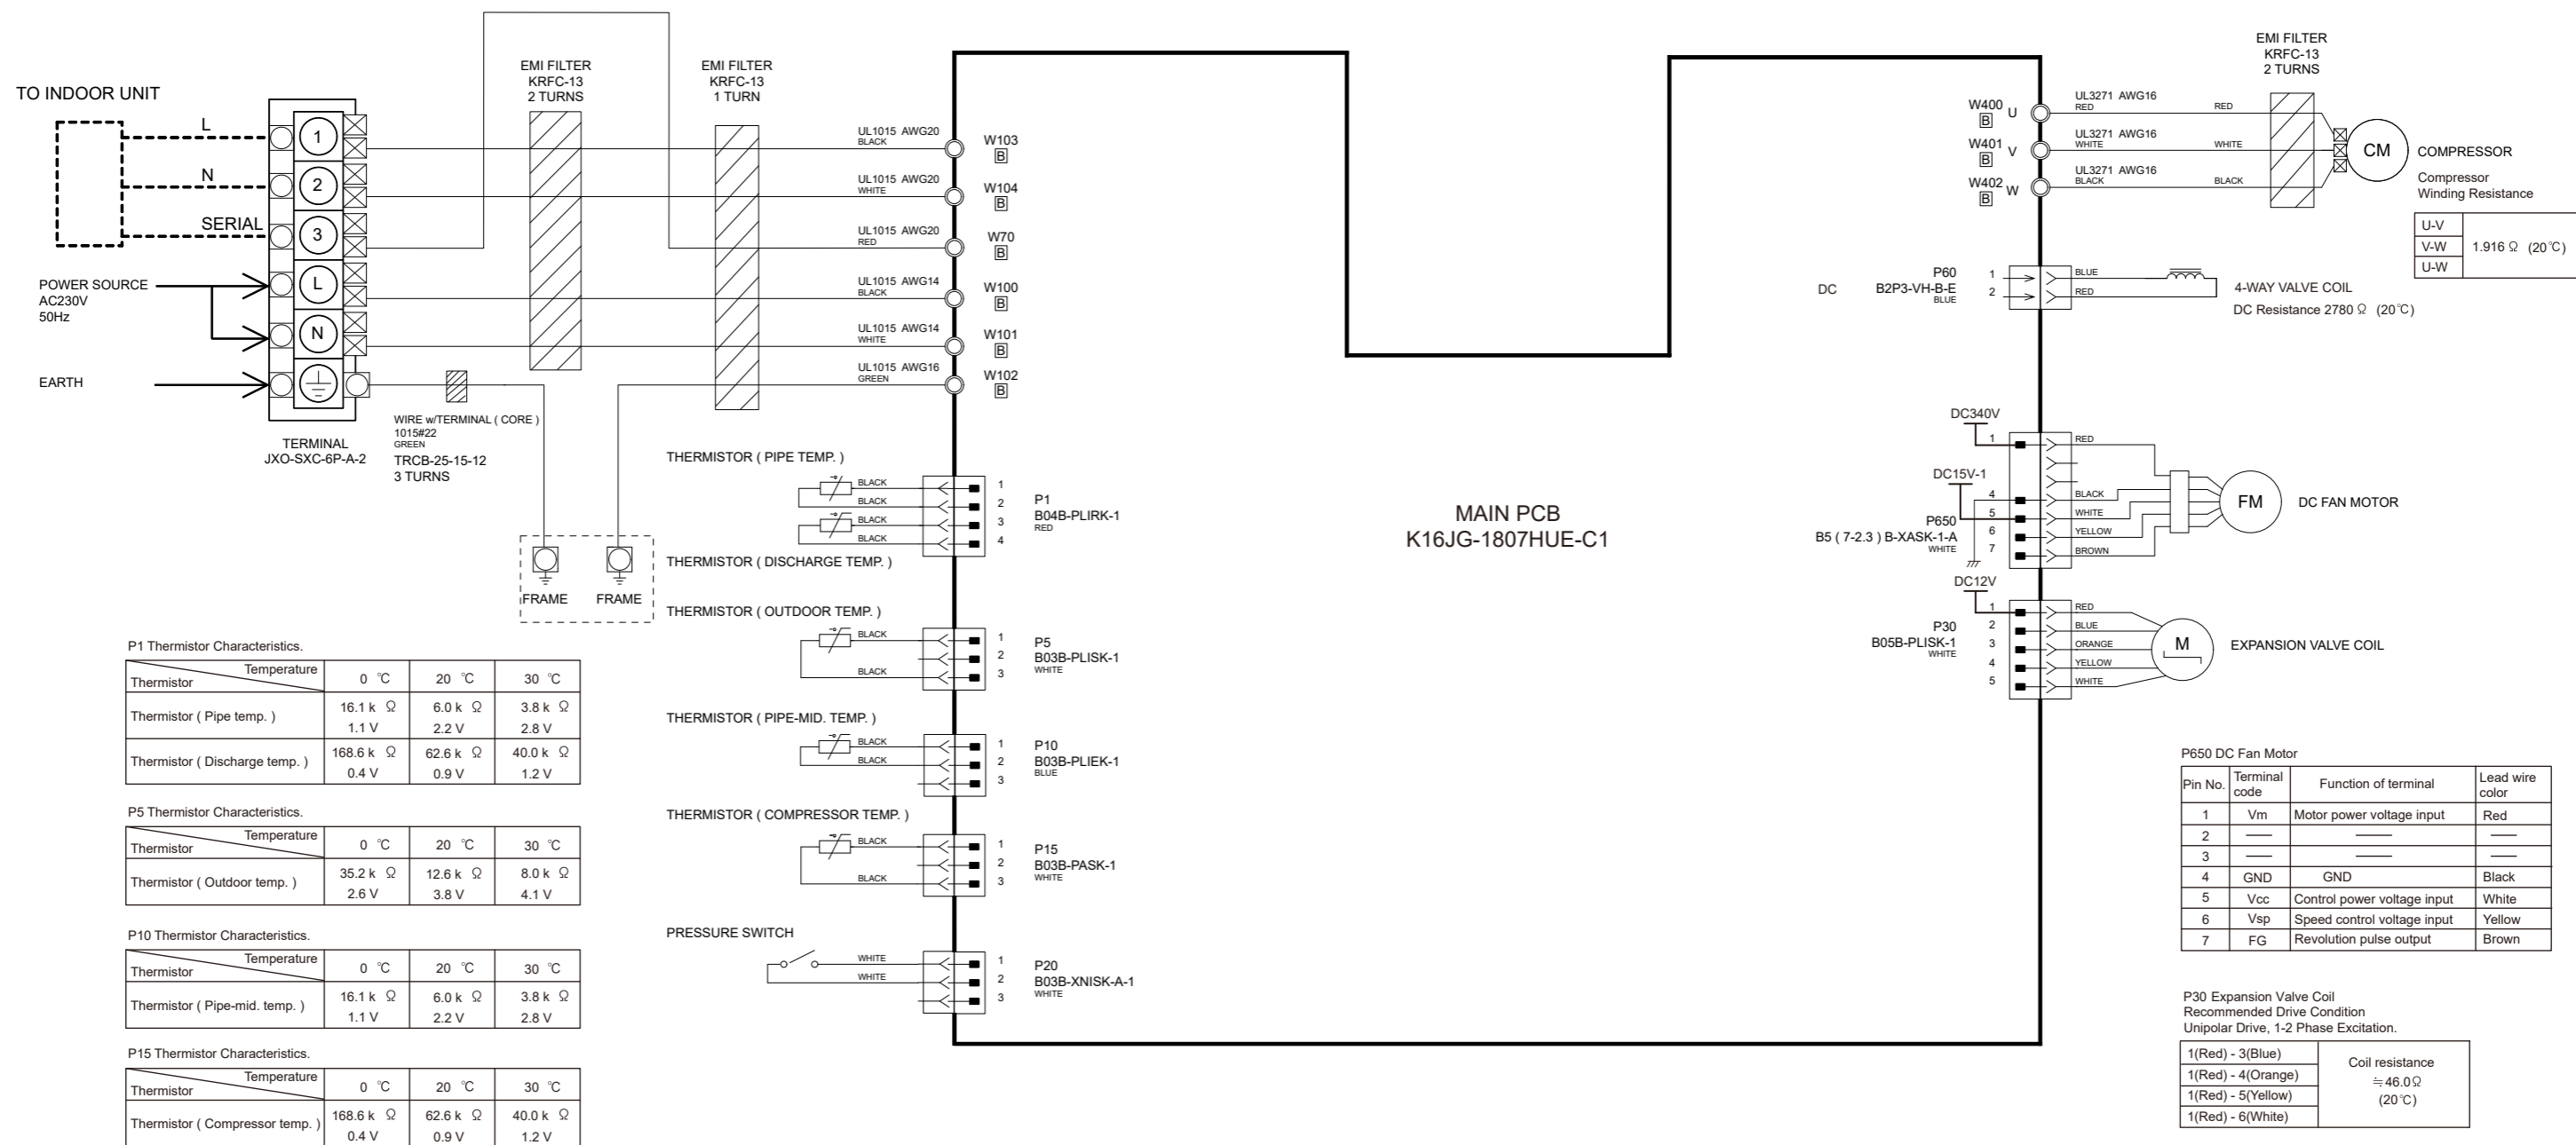 TO INDOOR UNIT
L
N
SERIAL
POWER SOURCE
AC230V
50Hz
EARTH
1
2
3
L
N
TERMINAL
JXO-SXC-6P-A-2
WIRE w/TERMINAL ( CORE )
1015#22
GREEN
TRCB-25-15-12
3 TURNS
EMI FILTER
KRFC-13
2 TURNS
EMI FILTER
KRFC-13
1 TURN
FRAME
FRAME
UL1015 AWG20
BLACK
W103
B
UL1015 AWG20
WHITE
W104
B
UL1015 AWG20
RED
W70
B
UL1015 AWG14
BLACK
W100
B
UL1015 AWG14
WHITE
W101
B
UL1015 AWG16
GREEN
W102
B
THERMISTOR ( PIPE TEMP. )
BLACK
BLACK
BLACK
BLACK
1
2
3
4
P1
B04B-PLIRK-1
RED
THERMISTOR ( DISCHARGE TEMP. )
THERMISTOR ( OUTDOOR TEMP. )
BLACK
BLACK
1
2
3
P5
B03B-PLISK-1
WHITE
THERMISTOR ( PIPE-MID. TEMP. )
BLACK
BLACK
1
2
3
P10
B03B-PLIEK-1
BLUE
THERMISTOR ( COMPRESSOR TEMP. )
BLACK
BLACK
1
2
3
P15
B03B-PASK-1
WHITE
PRESSURE SWITCH
WHITE
WHITE
1
2
3
P20
B03B-XNISK-A-1
WHITE
MAIN PCB
K16JG-1807HUE-C1
EMI FILTER
KRFC-13
2 TURNS
W400 U
B
UL3271 AWG16
RED RED
W401 V
B
UL3271 AWG16
WHITE WHITE
W402 W
B
UL3271 AWG16
BLACK BLACK
CM
COMPRESSOR
Compressor
Winding Resistance
U-V
V-W 1.916 Ω (20℃)
U-W
DC
P60
B2P3-VH-B-E
BLUE
1
2
BLUE
RED
4-WAY VALVE COIL
DC Resistance 2780 Ω (20℃)
DC340V
DC15V-1
1
4
5
6
7
P650
B5 ( 7-2.3 ) B-XASK-1-A
WHITE
RED
BLACK
WHITE
YELLOW
BROWN
FM
DC FAN MOTOR
DC12V
1
2
3
4
5
P30
B05B-PLISK-1
WHITE
RED
BLUE
ORANGE
YELLOW
WHITE
M
EXPANSION VALVE COIL
P1 Thermistor Characteristics.
Temperature
Thermistor 0 ℃ 20 ℃ 30 ℃
Thermistor ( Pipe temp. ) 16.1 k Ω 6.0 k Ω 3.8 k Ω
1.1 V 2.2 V 2.8 V
Thermistor ( Discharge temp. ) 168.6 k Ω 62.6 k Ω 40.0 k Ω
0.4 V 0.9 V 1.2 V
P5 Thermistor Characteristics.
Temperature
Thermistor 0 ℃ 20 ℃ 30 ℃
Thermistor ( Outdoor temp. ) 35.2 k Ω 12.6 k Ω 8.0 k Ω
2.6 V 3.8 V 4.1 V
P10 Thermistor Characteristics.
Temperature
Thermistor 0 ℃ 20 ℃ 30 ℃
Thermistor ( Pipe-mid. temp. ) 16.1 k Ω 6.0 k Ω 3.8 k Ω
1.1 V 2.2 V 2.8 V
P15 Thermistor Characteristics.
Temperature
Thermistor 0 ℃ 20 ℃ 30 ℃
Thermistor ( Compressor temp. ) 168.6 k Ω 62.6 k Ω 40.0 k Ω
0.4 V 0.9 V 1.2 V
P650 DC Fan Motor
Pin No. Terminal code Function of terminal Lead wire color
1 Vm Motor power voltage input Red
2 — — —
3 — — —
4 GND GND Black
5 Vcc Control power voltage input White
6 Vsp Speed control voltage input Yellow
7 FG Revolution pulse output Brown
P30 Expansion Valve Coil
Recommended Drive Condition
Unipolar Drive, 1-2 Phase Excitation.
1(Red) - 3(Blue)
1(Red) - 4(Orange)
1(Red) - 5(Yellow)
1(Red) - 6(White)
Coil resistance
≒46.0Ω
(20℃)